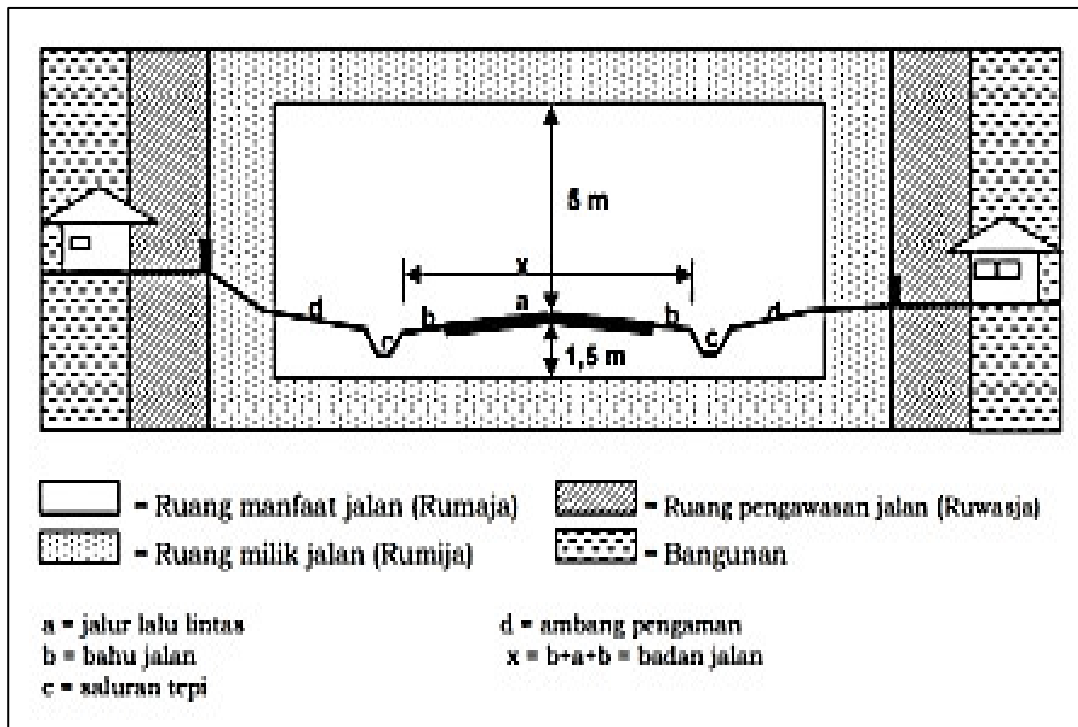 5 m
x
a
d b b d
c c
1,5 m
= Ruang manfaat jalan (Rumaja) = Ruang pengawasan jalan (Ruwasja)
= Ruang milik jalan (Rumija) = Bangunan
a = jalur lalu lintas d = ambang pengaman
b = bahu jalan x = b+a+b = badan jalan
c = saluran tepi